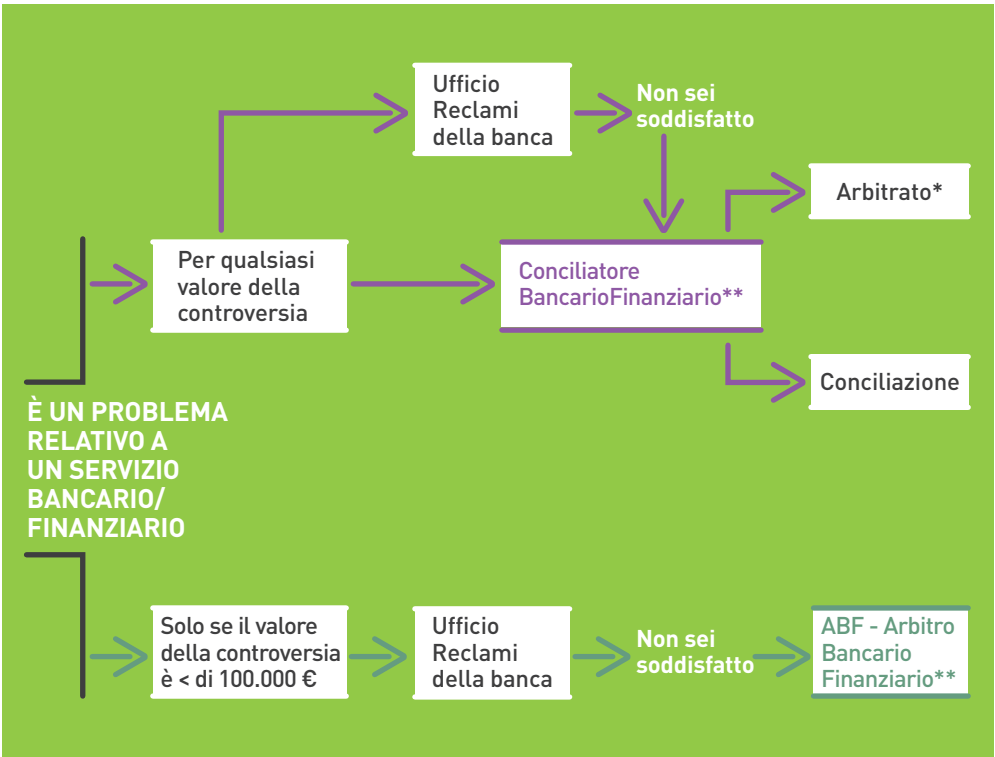 Ufficio
Reclami
della banca
Non sei
soddisfatto
Arbitrato*
Per qualsiasi
valore della
controversia
Conciliatore
BancarioFinanziario**
Conciliazione
È UN PROBLEMA
RELATIVO A
UN SERVIZIO
BANCARIO/
FINANZIARIO
Solo se il valore
della controversia
è < di 100.000 €
Ufficio
Reclami
della banca
Non sei
soddisfatto
ABF - Arbitro
Bancario
Finanziario**